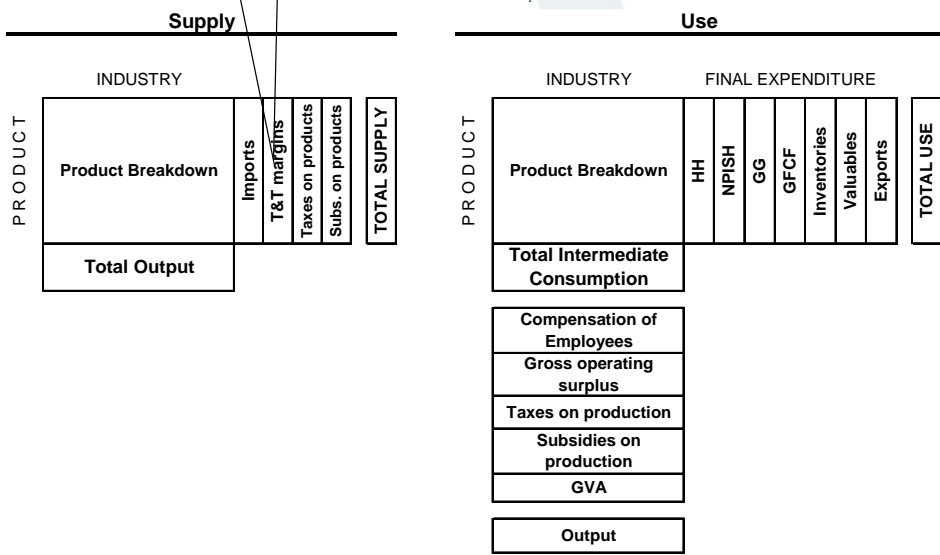 Supply
INDUSTRY
PRODUCT
Product Breakdown
Imports
T&T margins
Taxes on products
Subs. on products
TOTAL SUPPLY
Total Output
Use
INDUSTRY
FINAL EXPENDITURE
PRODUCT
Product Breakdown
HH
NPISH
GG
GFCF
Inventories
Valuables
Exports
TOTAL USE
Total Intermediate
Consumption
Compensation of
Employees
Gross operating
surplus
Taxes on production
Subsidies on
production
GVA
Output